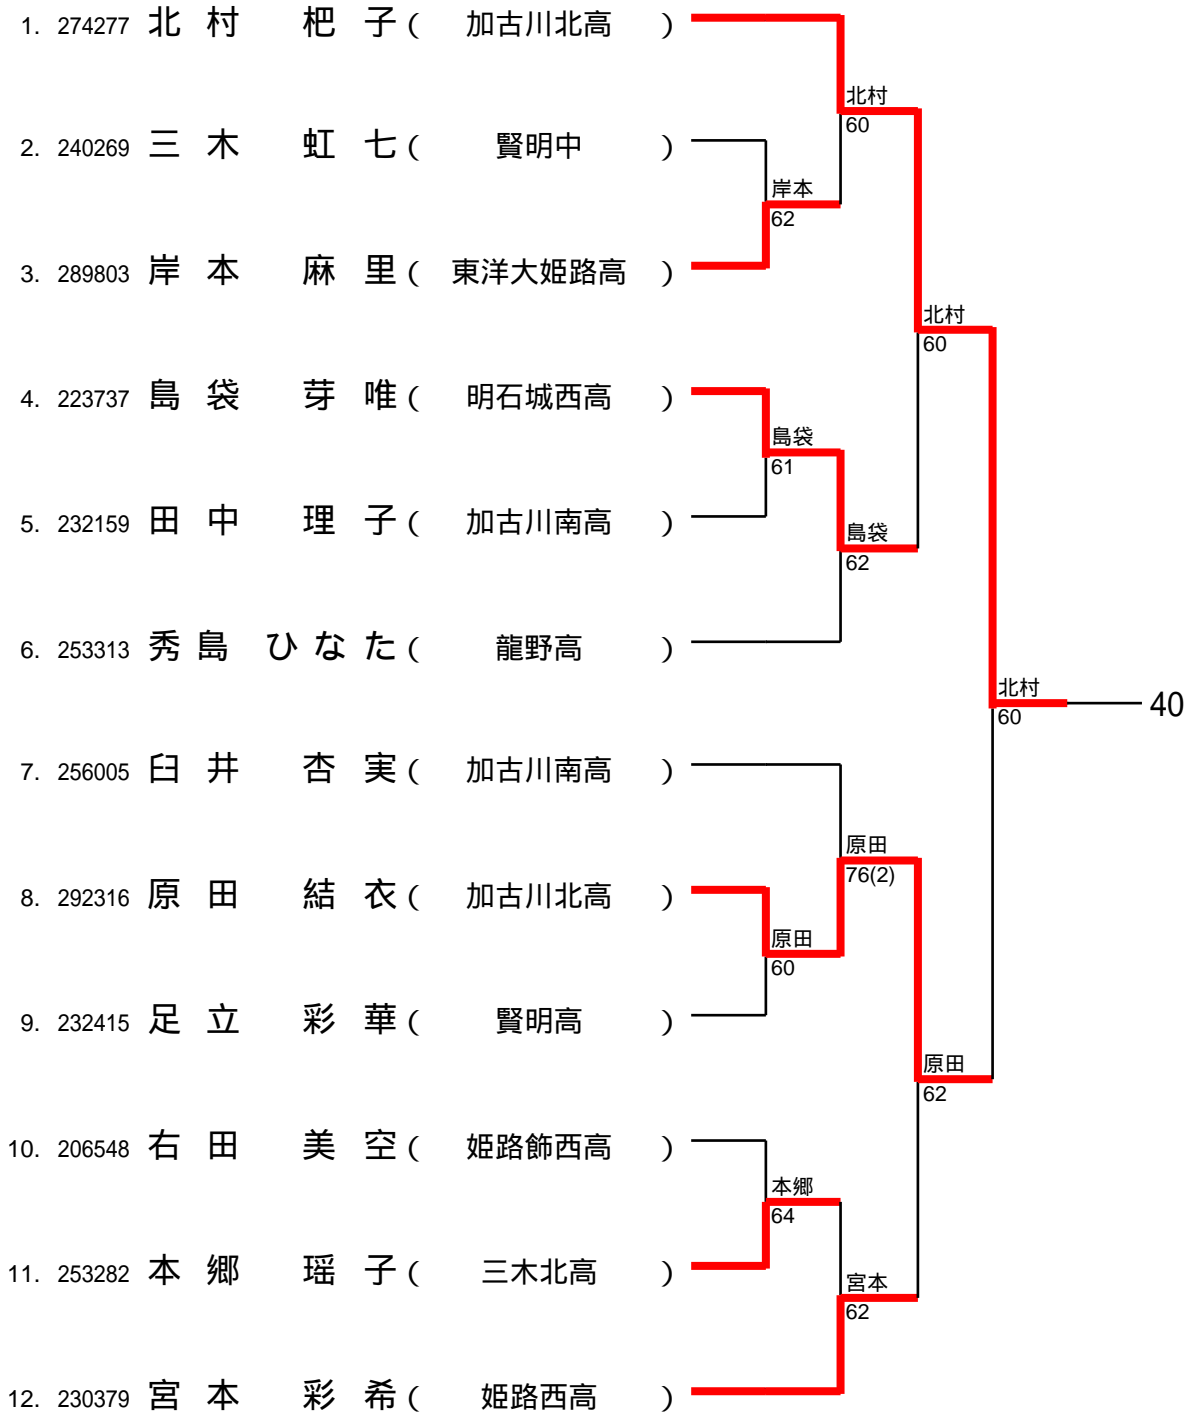 1. 274277 北村 杷子 ( 加古川北高 )
北村
60
2. 240269 三木 虹七 ( 賢明中 )
岸本
62
3. 289803 岸本 麻里 ( 東洋大姫路高 )
北村
60
4. 223737 島袋 芽唯 ( 明石城西高 )
島袋
61
5. 232159 田中 理子 ( 加古川南高 )
島袋
62
6. 253313 秀島 ひなた ( 龍野高 )
北村
60
40
7. 256005 臼井 杏実 ( 加古川南高 )
原田
76(2)
8. 292316 原田 結衣 ( 加古川北高 )
原田
60
9. 232415 足立 彩華 ( 賢明高 )
原田
62
10. 206548 右田 美空 ( 姫路飾西高 )
本郷
64
11. 253282 本郷 瑶子 ( 三木北高 )
宮本
62
12. 230379 宮本 彩希 ( 姫路西高 )